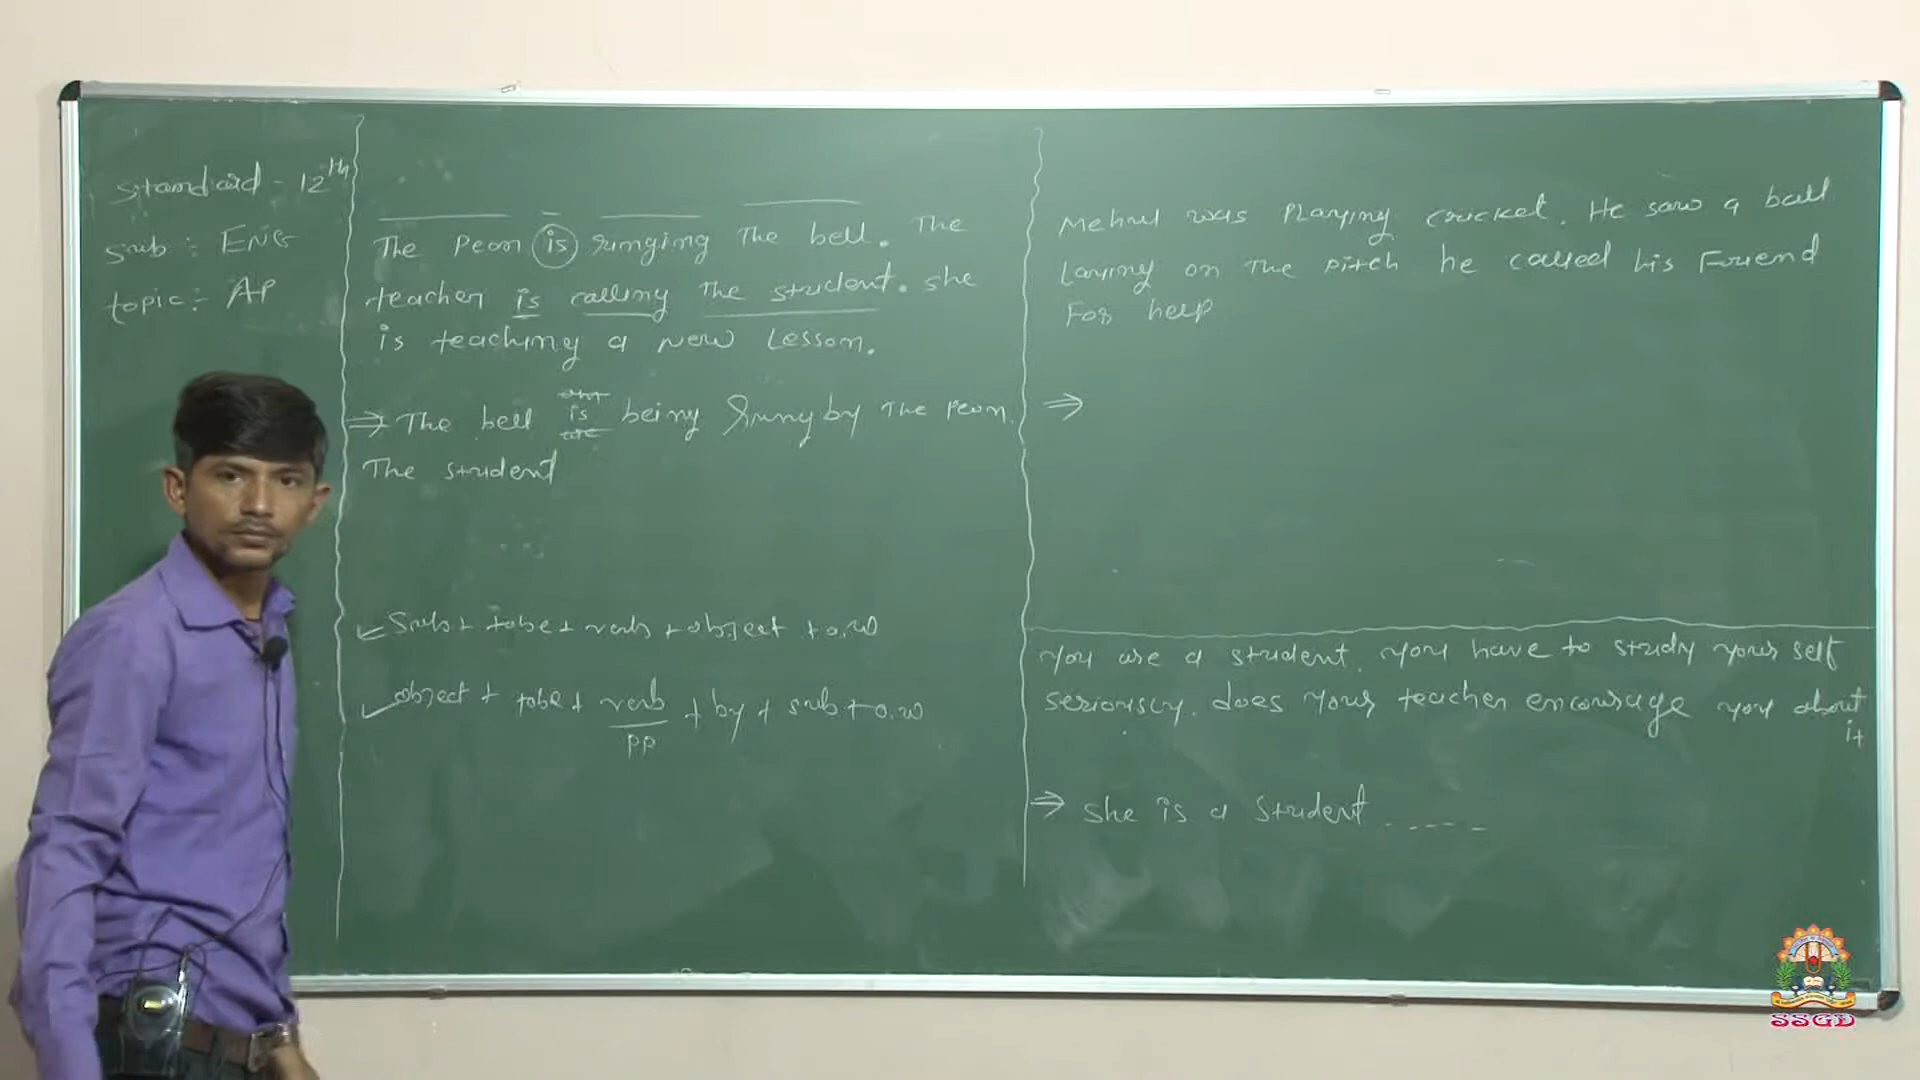 Standard - 12th
Sub : ENG
topic :- AP
The Peon is ringing The bell. The
teacher is calling The student. she
is teaching a new Lesson.
⇒ The bell is being rung by The Peon.
The student
Sub + tobe + verb + object + o.w
object + tobe + verb + by + sub + o.w
PP
Mehul was Playing cricket. He saw a ball
Laying on The pitch he called his Friend
For help
⇒
You are a student. You have to study your self
seriously. does Your teacher encourage you about
it
⇒ She is a Student .....
SSGD